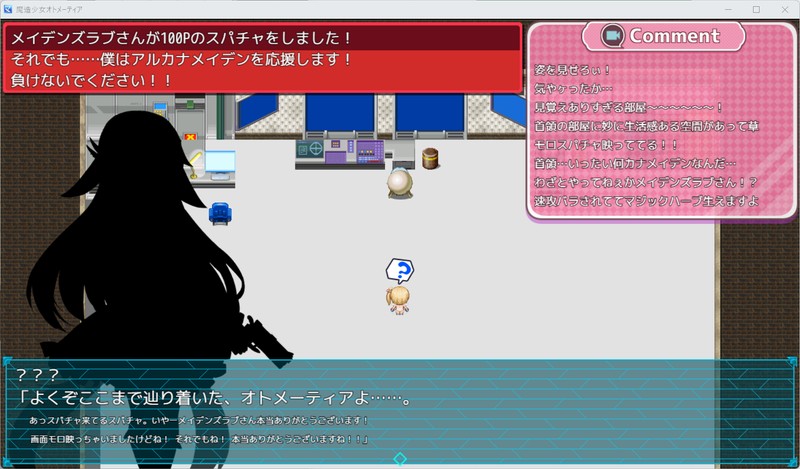 魔造少女オトメーティア
メイデンズラブさんが100Pのスパチャをしました！
それでも……僕はアルカナメイデンを応援します！
負けないでください！！
Comment
姿を見せろぉ！
気やケったか…
見覚えありすぎる部屋～～～～～～！
首領の部屋に妙に生活感ある空間があって草
モロスパチャ映っててる！！
首領…いったい何カナメイデンなんだ…
わざとやってねぇかメイデンズラブさん！？
速攻バラされててマジックハーブ生えますよ
？？？
「よくぞここまで辿り着いた、オトメーティアよ……。
あっスパチャ来てるスパチャ。いやーメイデンズラブさん本当ありがとうございます！
画面モロ映っちゃいましたけどね！ それでもね！ 本当ありがとうございますね！！」